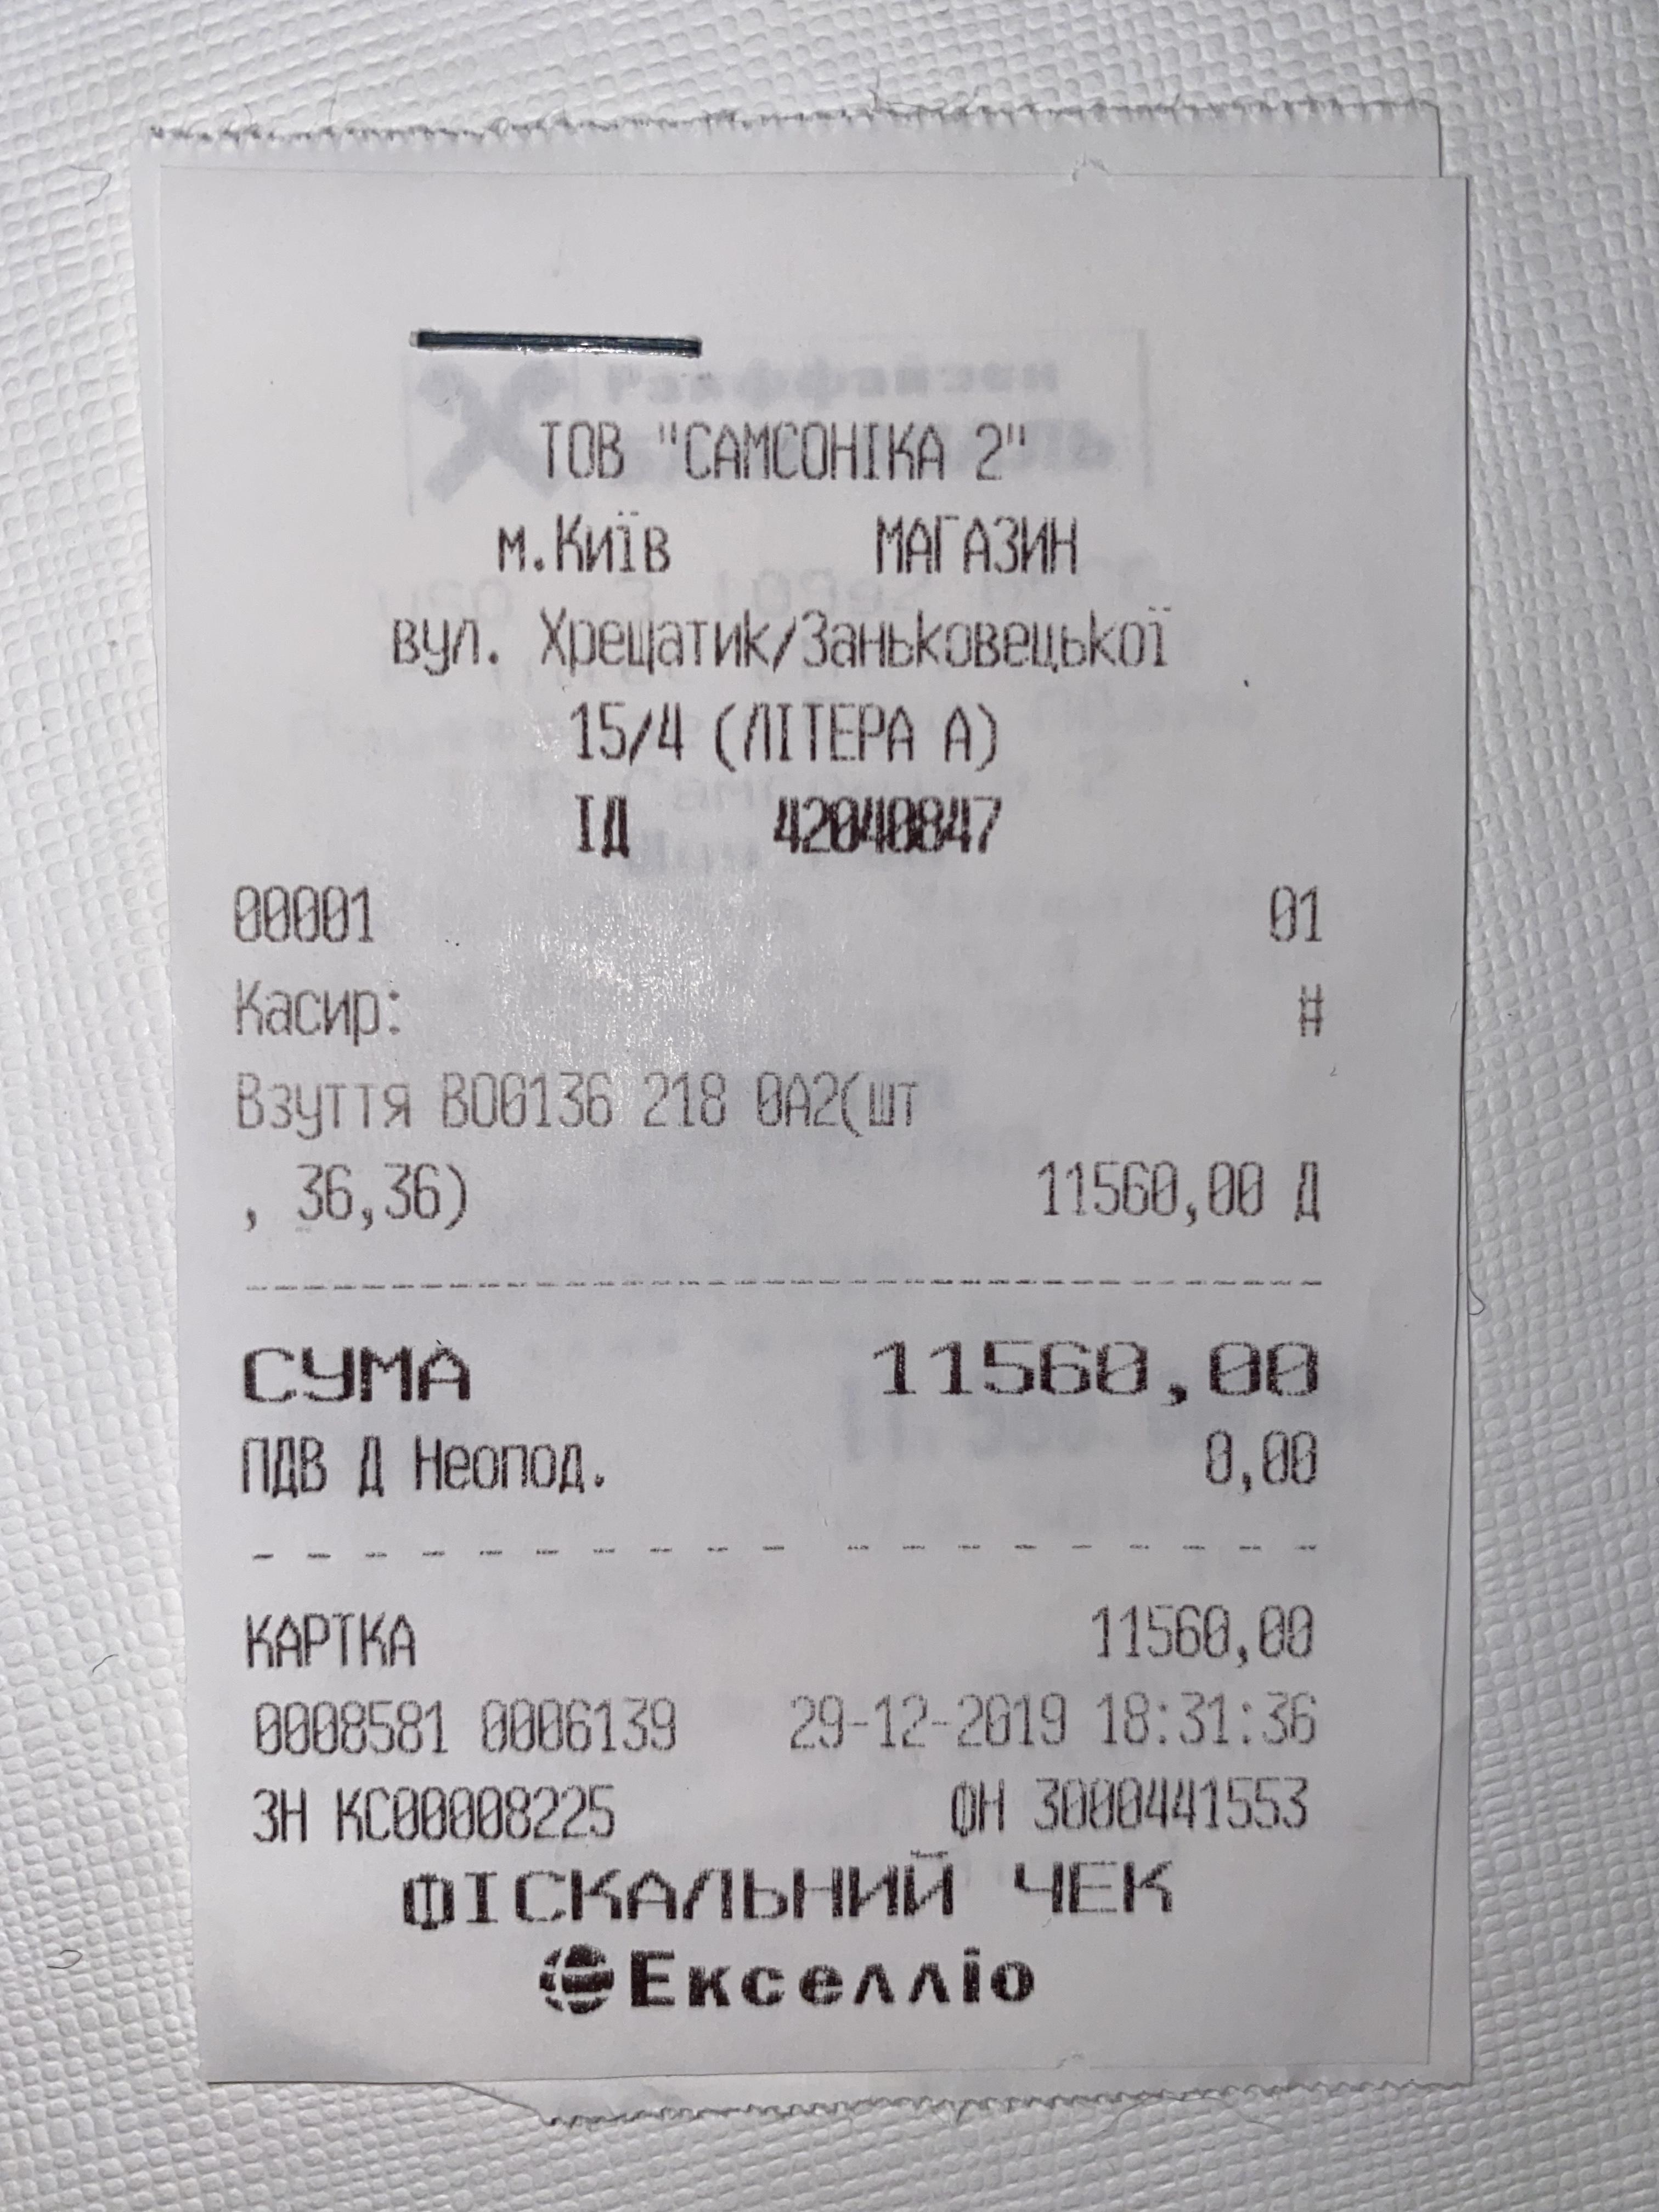 ТОВ "САМСОНІКА 2"
м.Київ МАГАЗИН
вул. Хрещатик/Заньковецької
15/4 (ЛІТЕРА А)
ІД 42040847
00001 01
Касир: #
Взуття ВО0136 218 0А2(шт
, 36,36) 11560,00 Д
СУМА 11560,00
ПДВ Д Неопод. 0,00
КАРТКА 11560,00
0008581 0006139 29-12-2019 18:31:36
ЗН КС00008225 ФН 3000441553
ФІСКАЛЬНИЙ ЧЕК
Екселліо